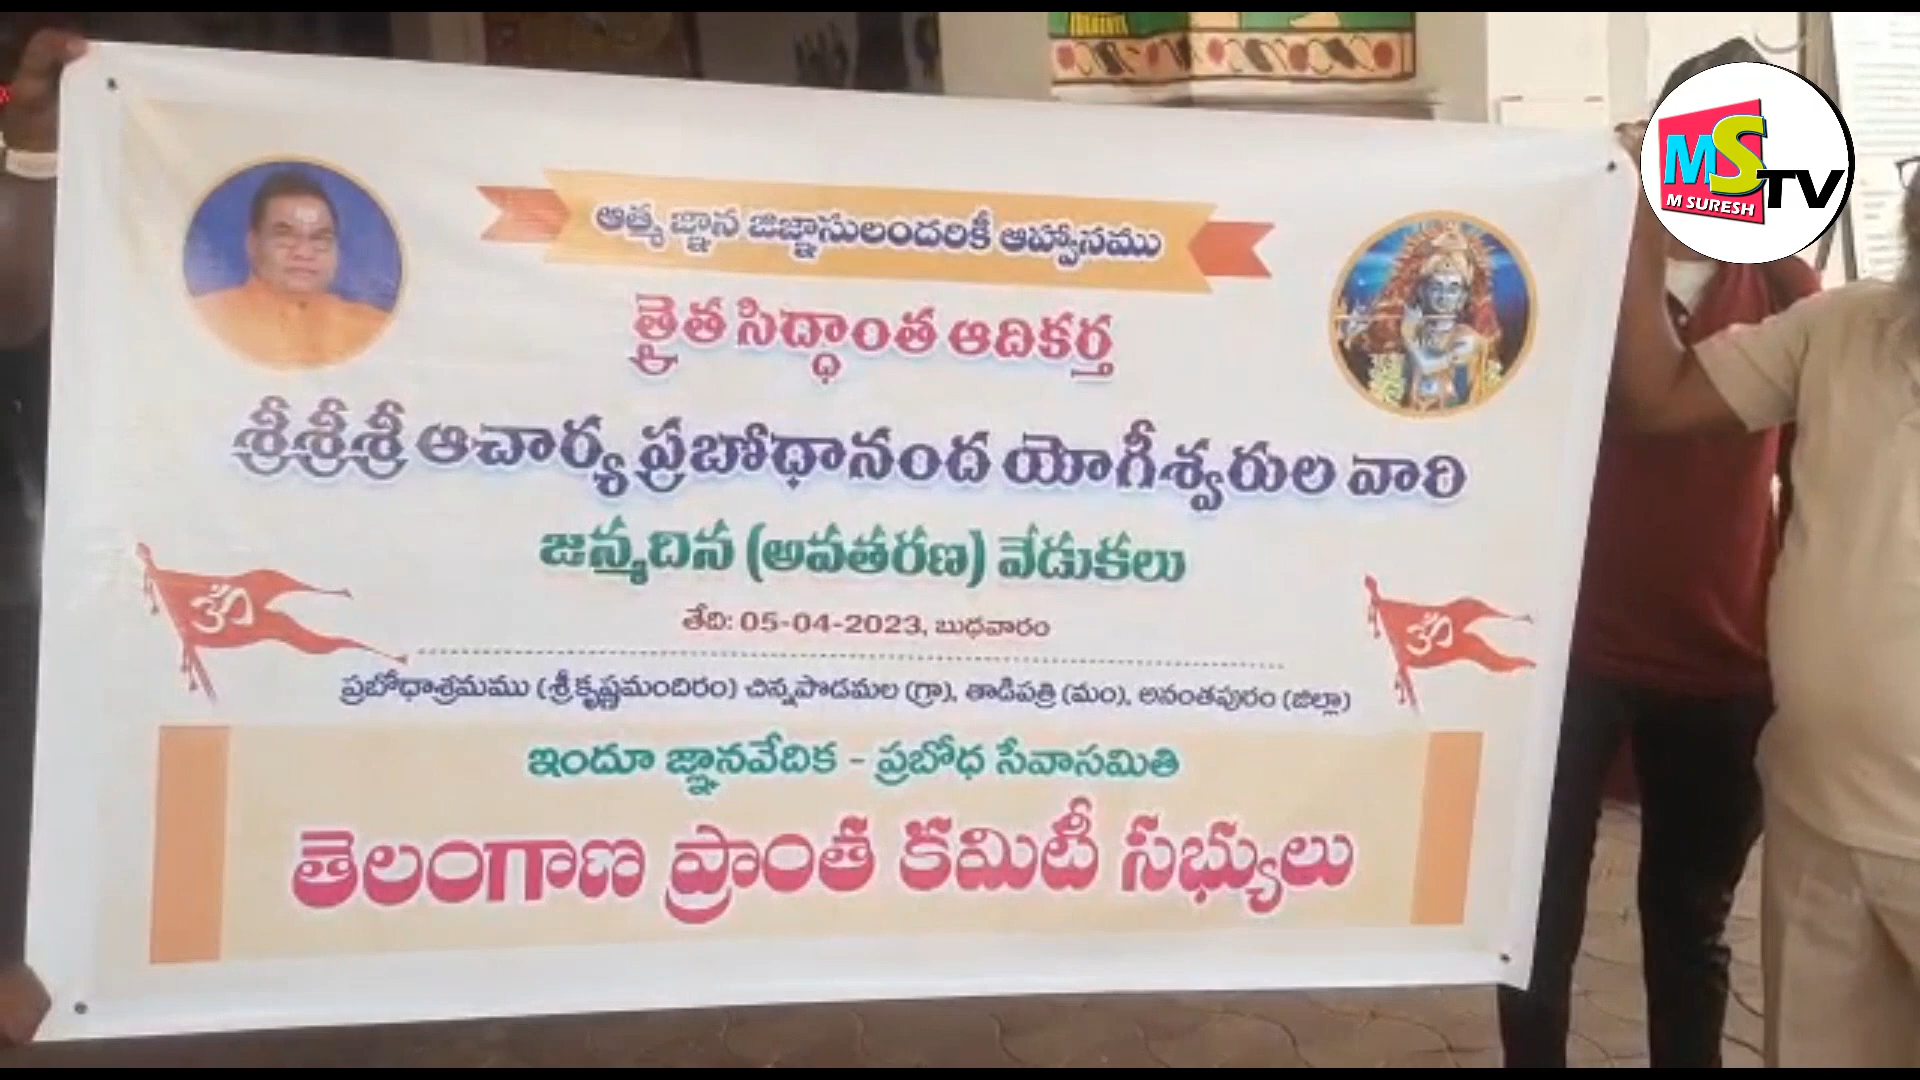 ఆత్మ జ్ఞాన జిజ్ఞాసులందరికీ ఆహ్వానము
త్రైత సిద్ధాంత ఆదికర్త
శ్రీశ్రీశ్రీ ఆచార్య ప్రబోధానంద యోగీశ్వరుల వారి
జన్మదిన (అవతరణ) వేడుకలు
తేది: 05-04-2023, బుధవారం
ప్రబోధాశ్రమము (శ్రీకృష్ణమందిరం) చిన్నపొడమల (గ్రా), తాడిపత్రి (మం), అనంతపురం (జిల్లా)
ఇందూ జ్ఞానవేదిక - ప్రబోధ సేవాసమితి
తెలంగాణ ప్రాంత కమిటీ సభ్యులు
ॐ
ॐ
MS TV
M SURESH